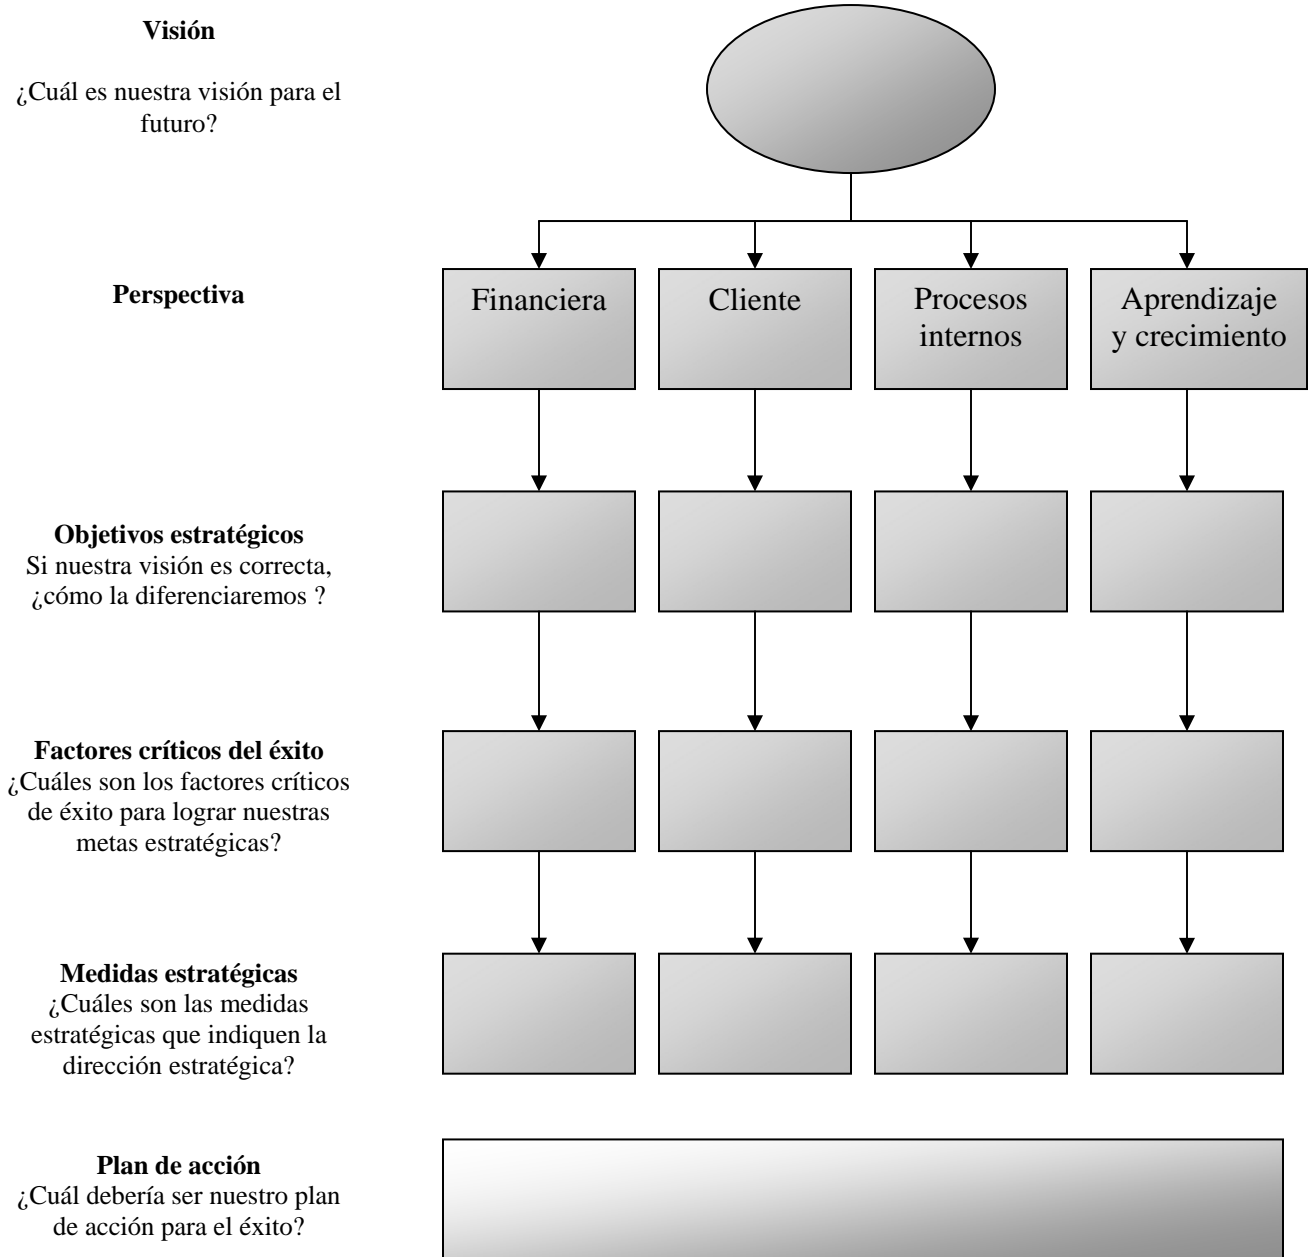 Visión
¿Cuál es nuestra visión para el
futuro?
Perspectiva
Financiera
Cliente
Procesos
internos
Aprendizaje
y crecimiento
Objetivos estratégicos
Si nuestra visión es correcta,
¿cómo la diferenciaremos ?
Factores críticos del éxito
¿Cuáles son los factores críticos
de éxito para lograr nuestras
metas estratégicas?
Medidas estratégicas
¿Cuáles son las medidas
estratégicas que indiquen la
dirección estratégica?
Plan de acción
¿Cuál debería ser nuestro plan
de acción para el éxito?